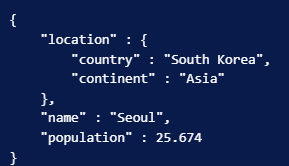 {
    "location" : {
        "country" : "South Korea",
        "continent" : "Asia"
    },
    "name" : "Seoul",
    "population" : 25.674
}